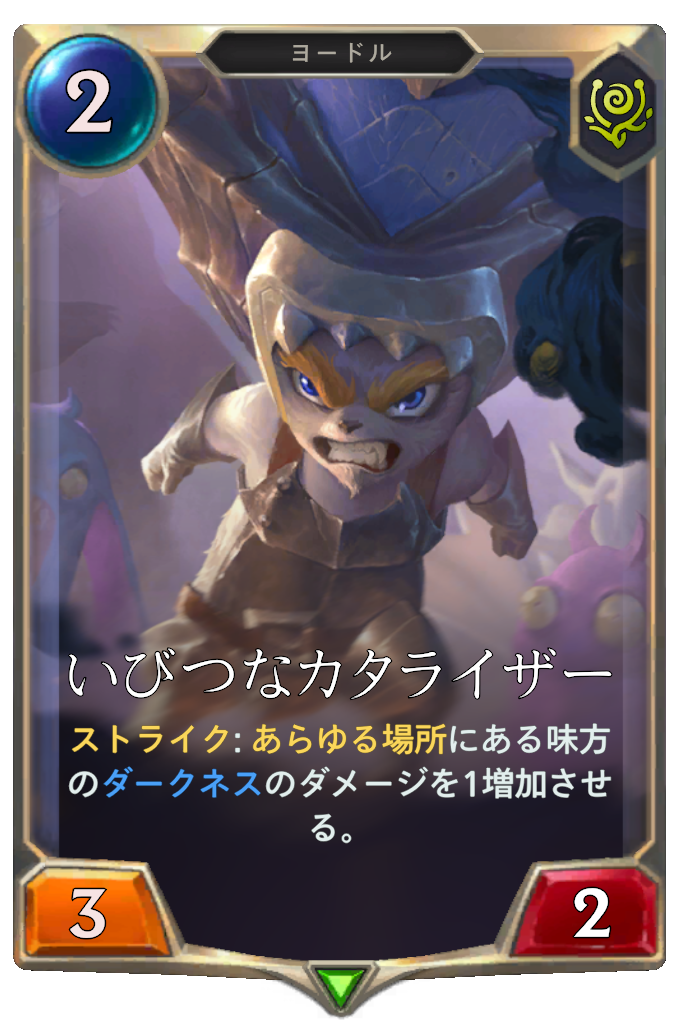 ヨードル
2
いびつなカタライザー
ストライク: あらゆる場所にある味方
のダークネスのダメージを1増加させ
る。
3
2